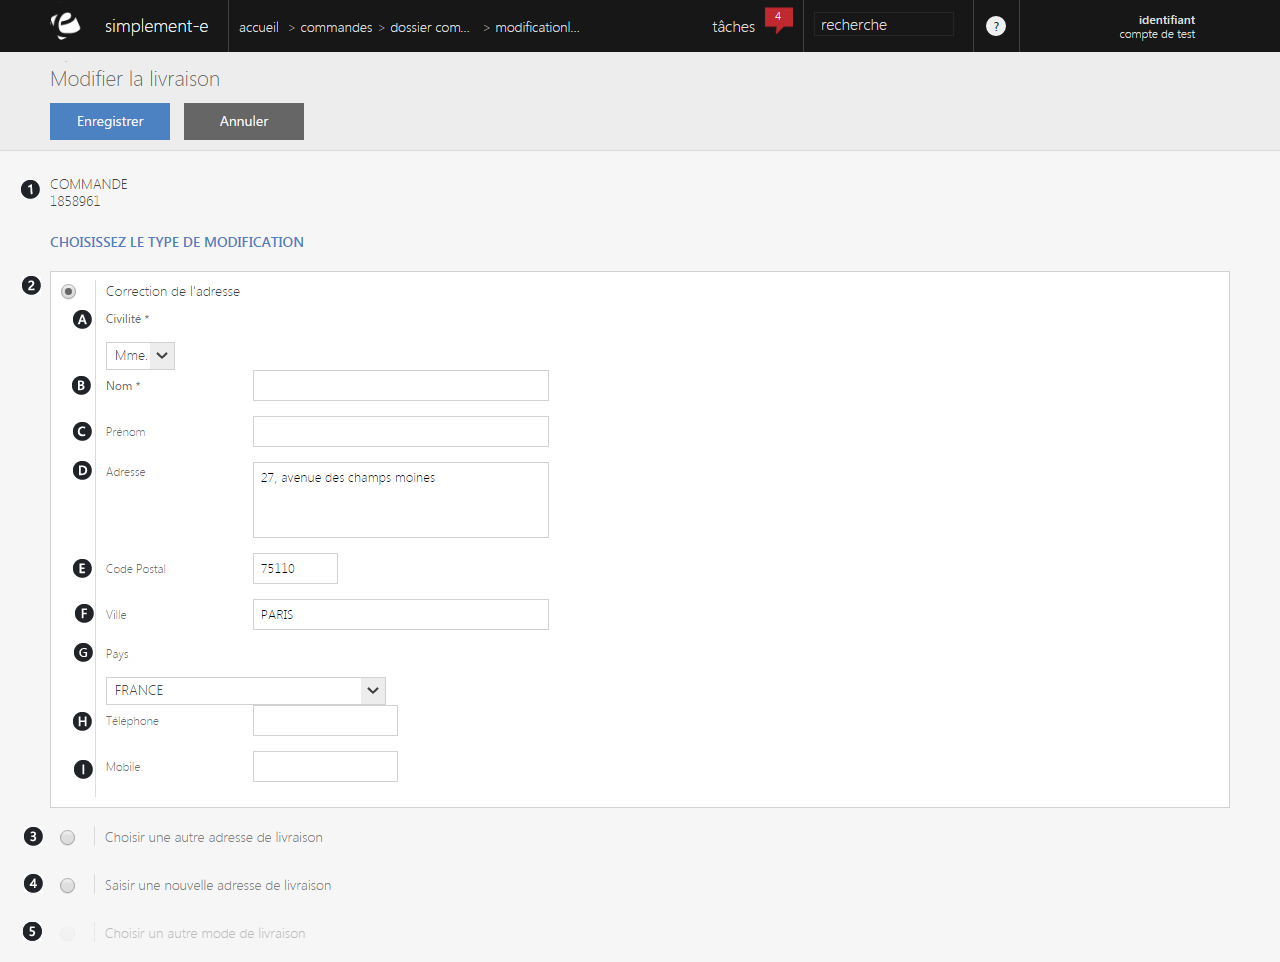 simplement-e
accueil > commandes > dossier com... > modificationl...
tâches 4
recherche
?
identifiant
compte de test
Modifier la livraison
Enregistrer Annuler
1 COMMANDE
1858961
CHOISISSEZ LE TYPE DE MODIFICATION
2 Correction de l'adresse
A Civilité *
Mme.
B Nom *
C Prénom
D Adresse 27, avenue des champs moines
E Code Postal 75110
F Ville PARIS
G Pays
FRANCE
H Téléphone
I Mobile
3 Choisir une autre adresse de livraison
4 Saisir une nouvelle adresse de livraison
5 Choisir un autre mode de livraison